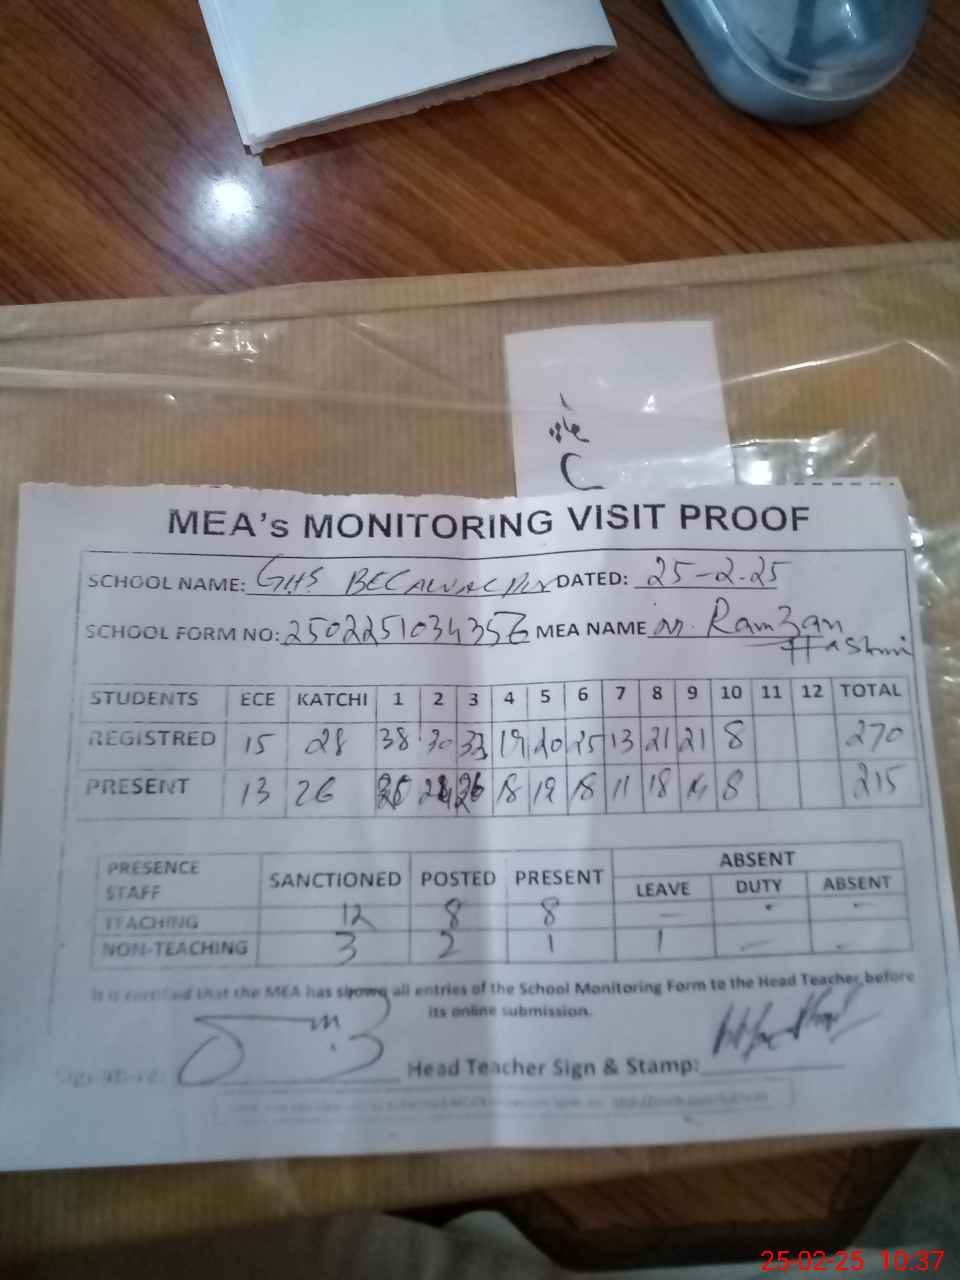 C
MEA's MONITORING VISIT PROOF
SCHOOL NAME: GHS DATED: 25-2-25
SCHOOL FORM NO: MEA NAME M. Ramzan Hashmi
STUDENTS ECE KATCHI 1 2 3 4 5 6 7 8 9 10 11 12 TOTAL
REGISTRED 15 28 38 30 33 19 20 25 13 21 21 8 270
PRESENT 13 26 26 18 19 18 11 18 14 8 215
PRESENCE STAFF SANCTIONED POSTED PRESENT ABSENT
LEAVE DUTY ABSENT
TEACHING 12 8 8 — - -
NON-TEACHING 3 2 1 1 — -
It is certified that the MEA has shown all entries of the School Monitoring Form to the Head Teacher before
its online submission.
Head Teacher Sign & Stamp:
25-02-25 10:37